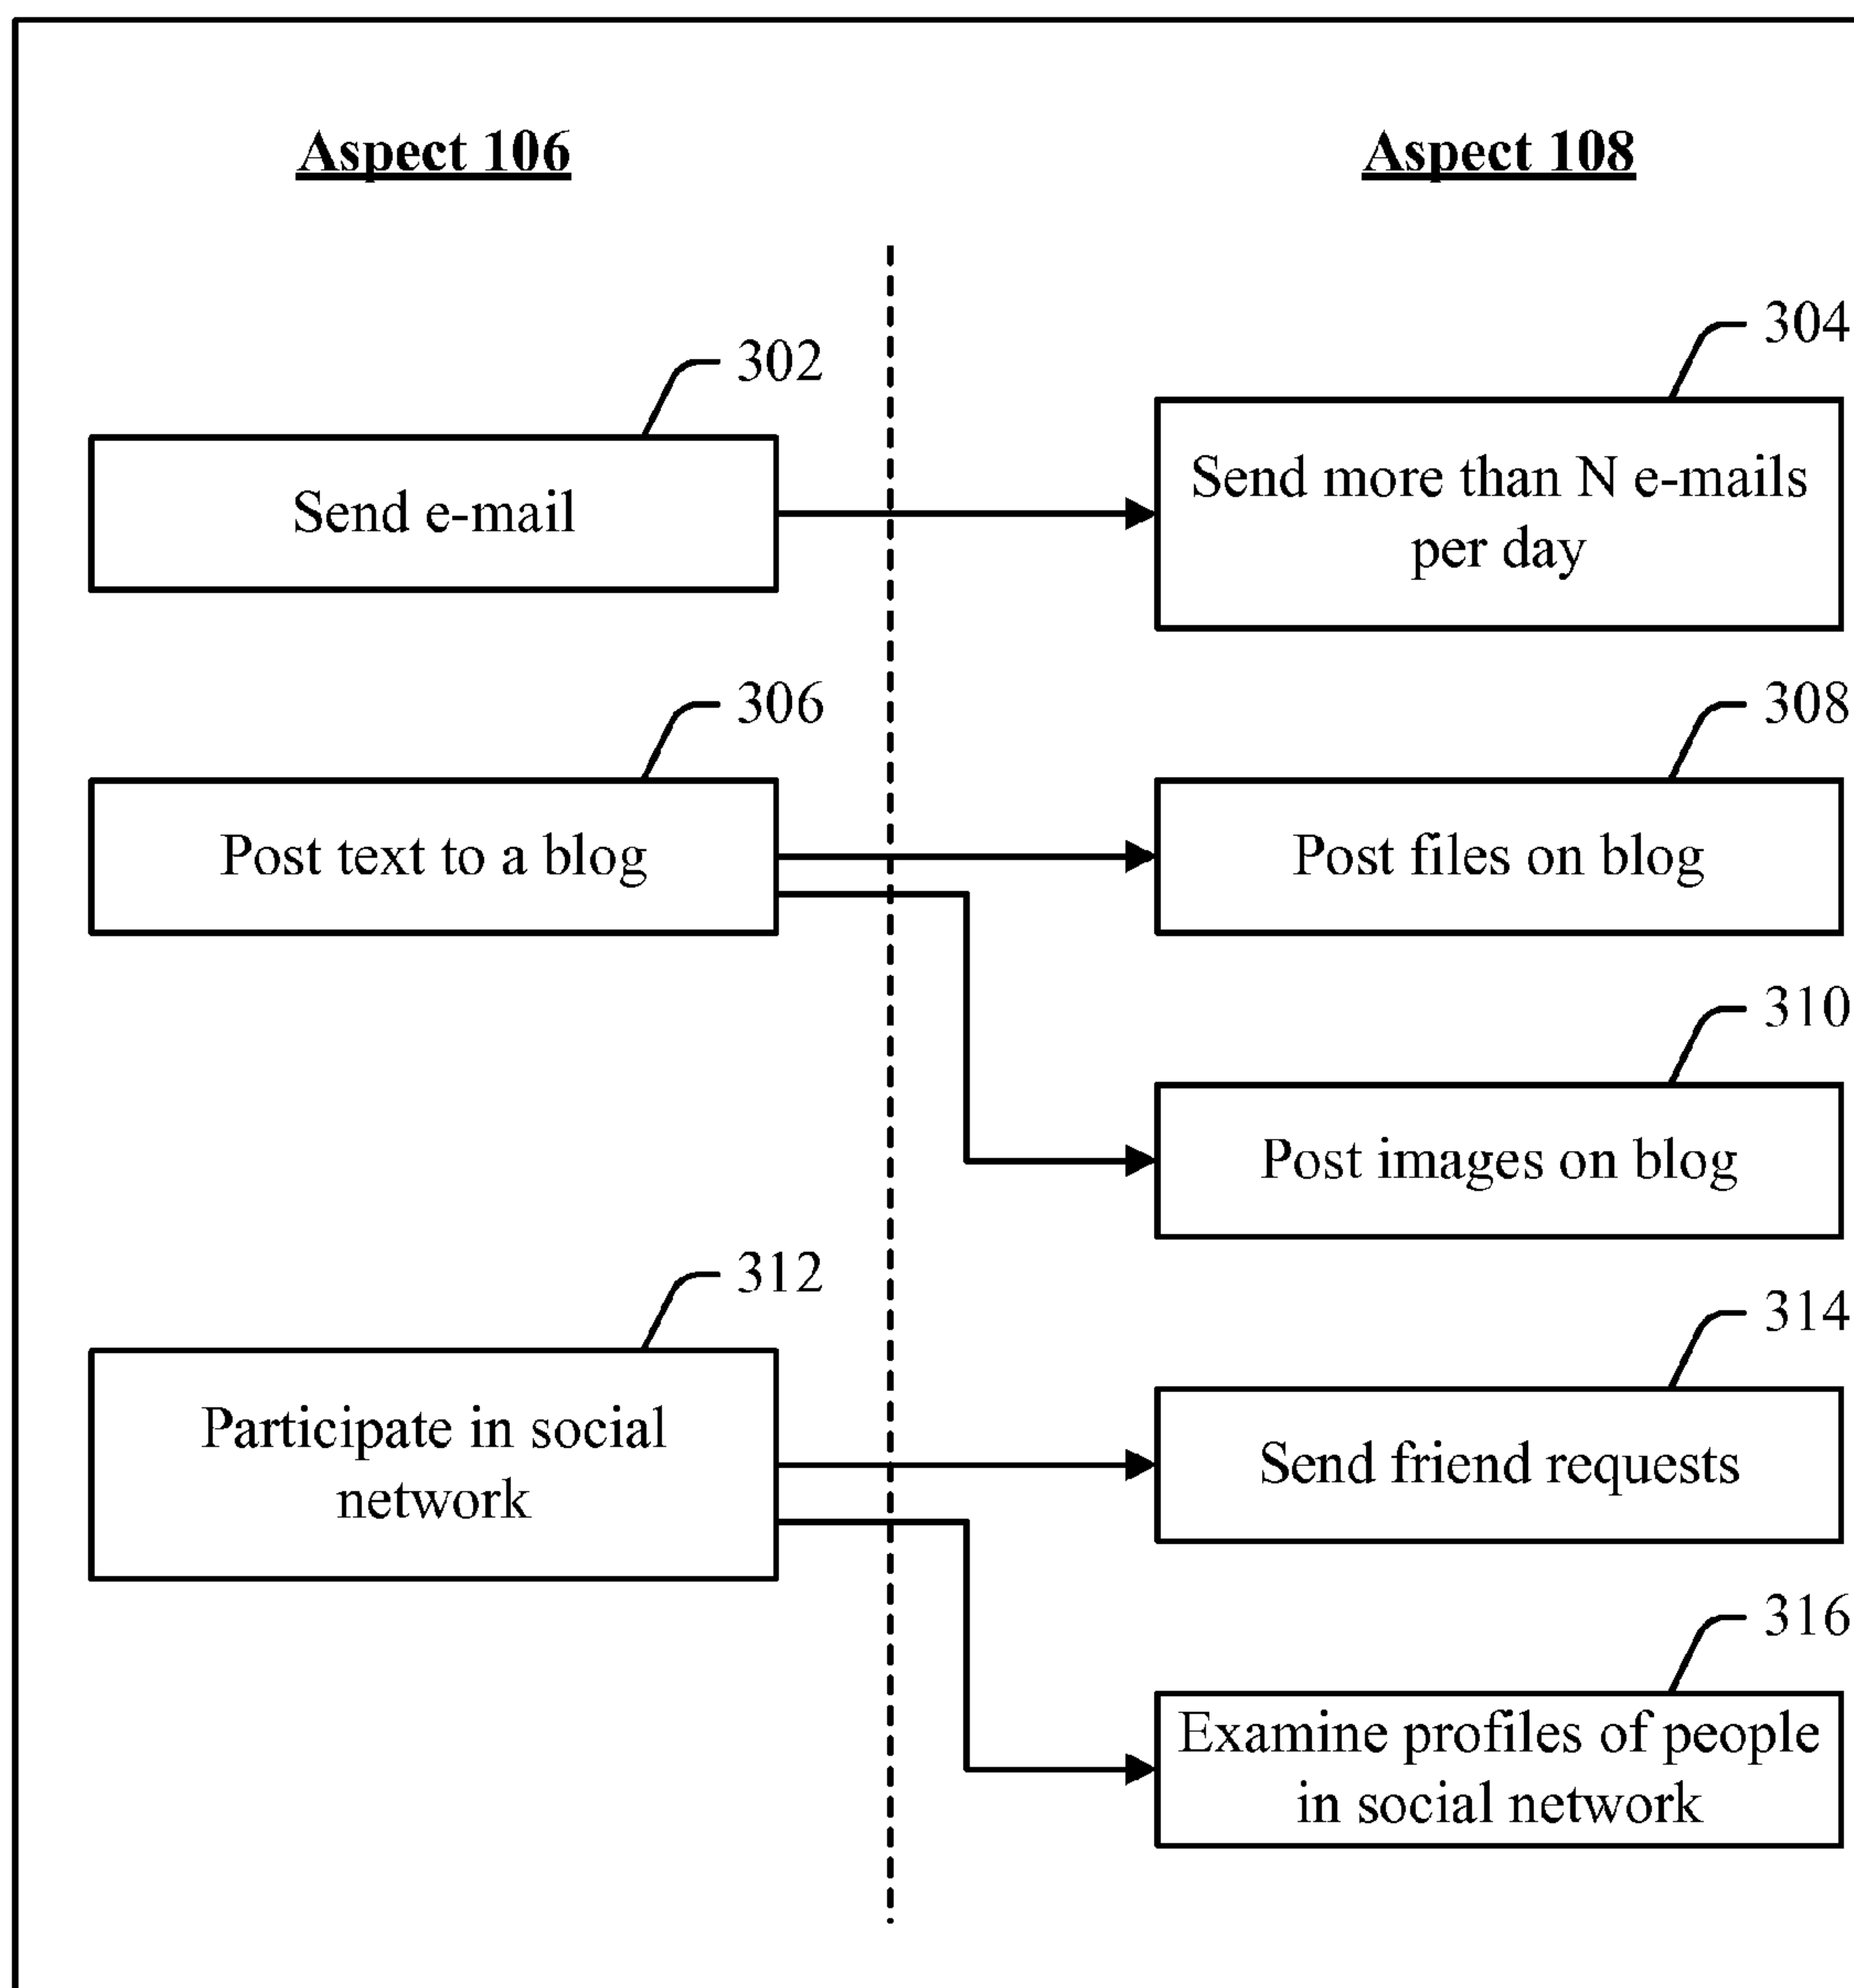 Aspect 106
Aspect 108
302
304
Send e-mail
Send more than N e-mails
per day
306
308
Post text to a blog
Post files on blog
310
Post images on blog
312
314
Participate in social
network
Send friend requests
316
Examine profiles of people
in social network